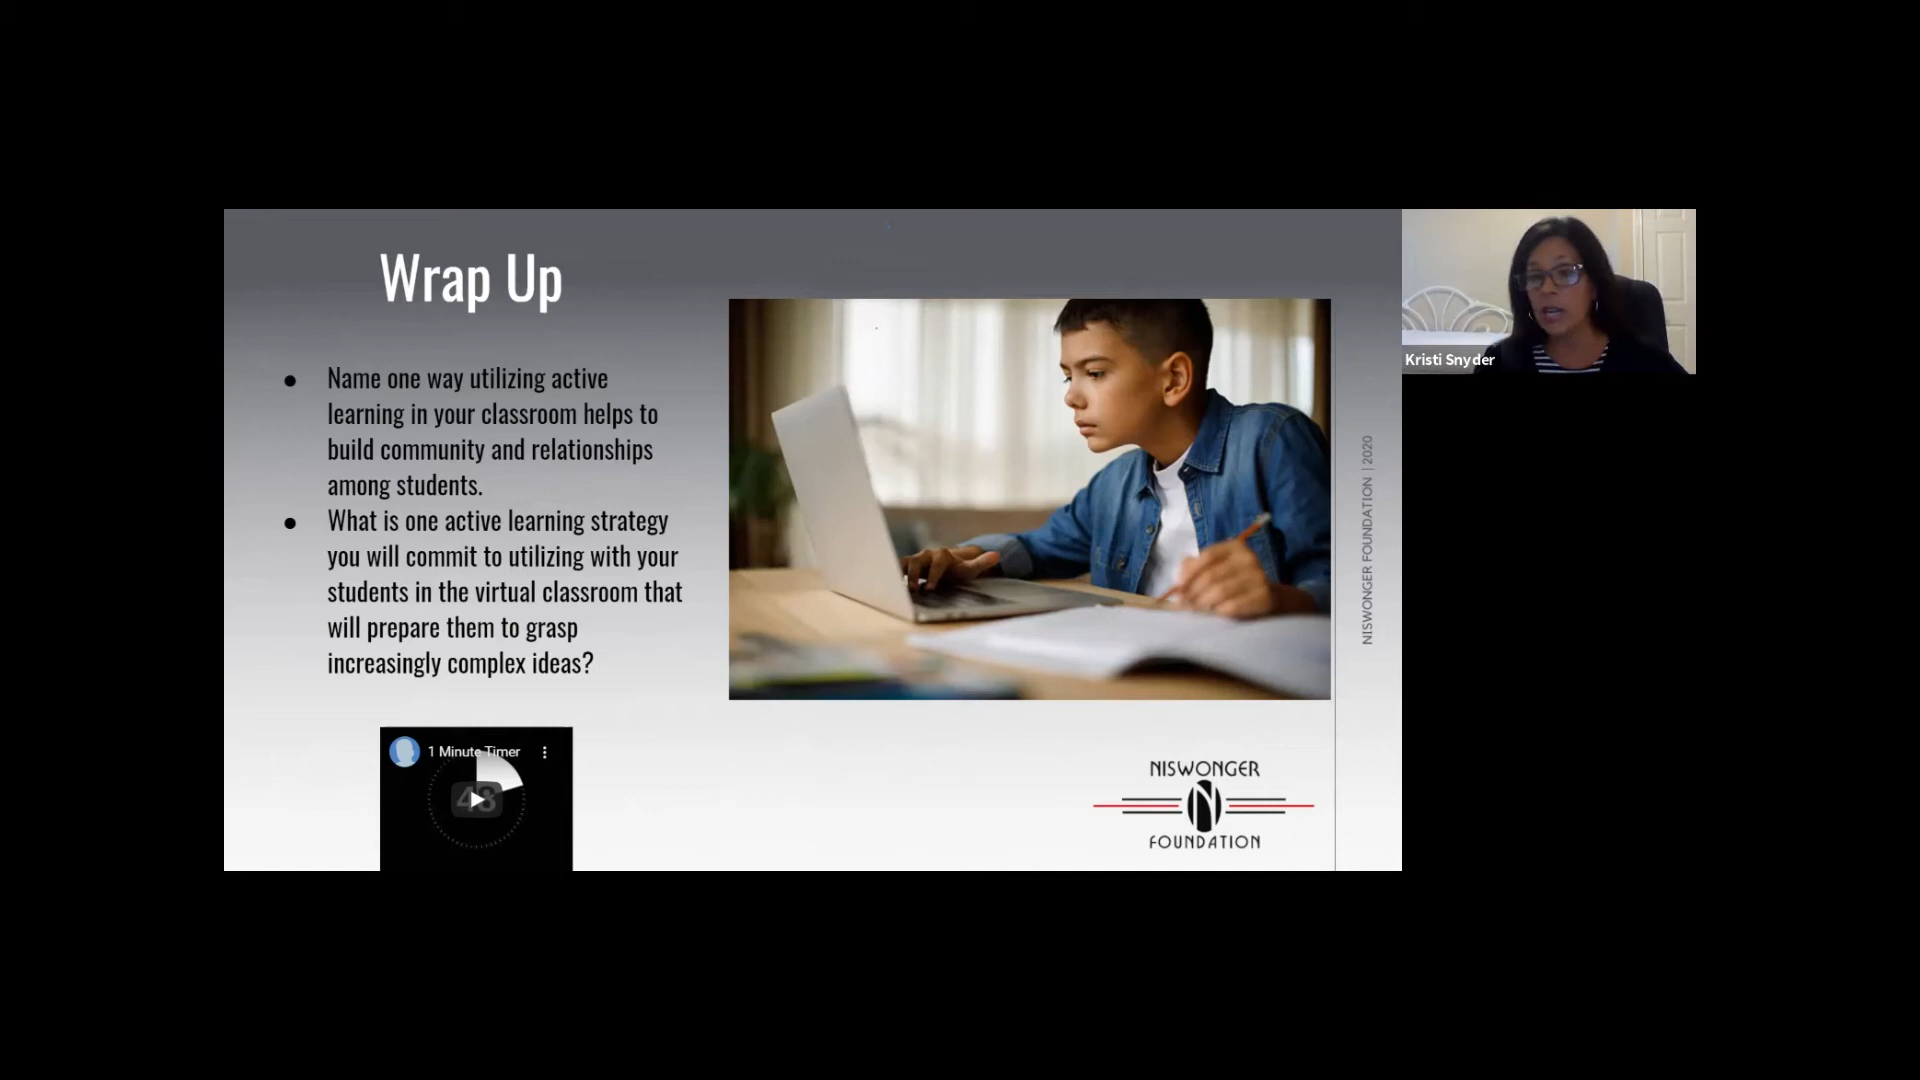 Wrap Up
● Name one way utilizing active
learning in your classroom helps to
build community and relationships
among students.
● What is one active learning strategy
you will commit to utilizing with your
students in the virtual classroom that
will prepare them to grasp
increasingly complex ideas?
1 Minute Timer
48
NISWONGER
FOUNDATION
NISWONGER FOUNDATION | 2020
Kristi Snyder